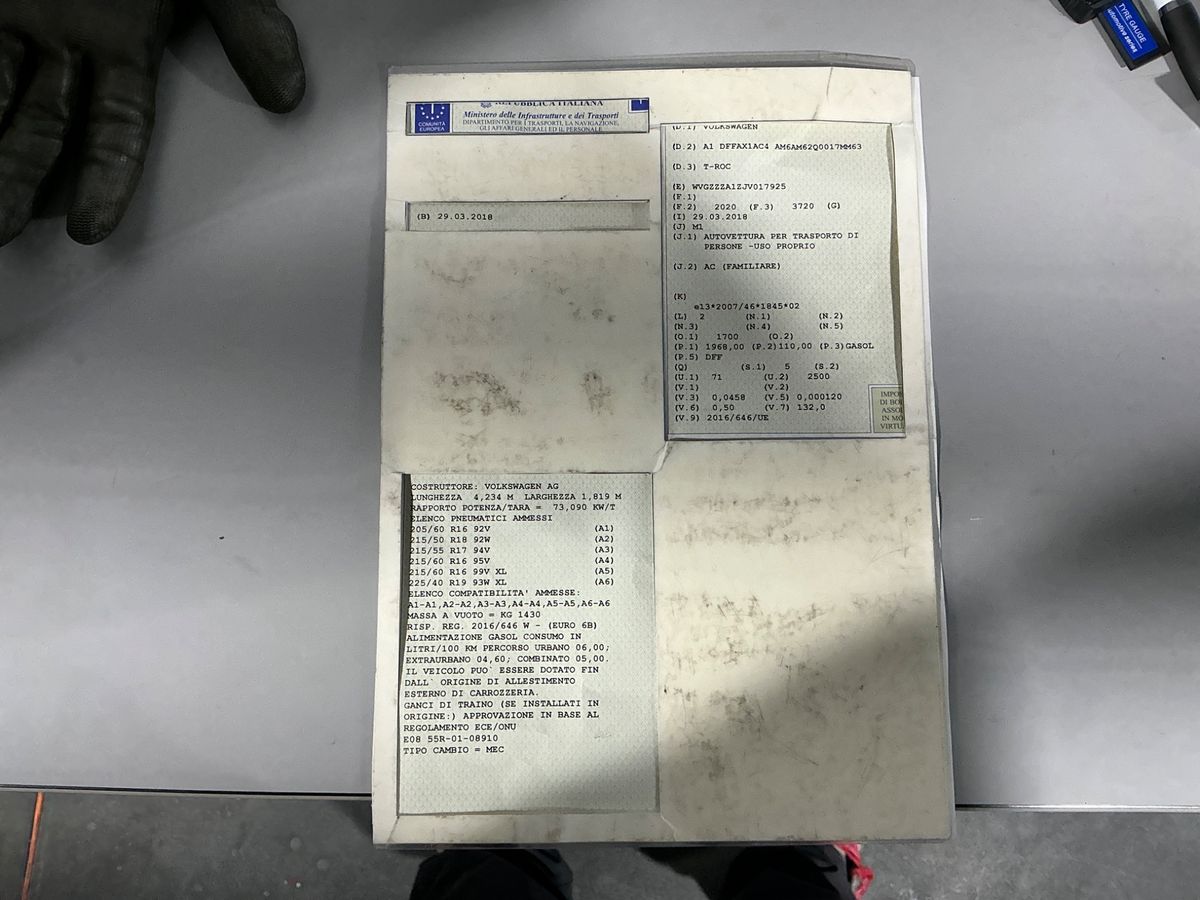 TYRE GAUGE
automotive series
REPUBBLICA ITALIANA
COMUNITÀ
EUROPEA
Ministero delle Infrastrutture e dei Trasporti
DIPARTIMENTO PER I TRASPORTI, LA NAVIGAZIONE,
GLI AFFARI GENERALI ED IL PERSONALE
(B) 29.03.2018
(D.1) VOLKSWAGEN
(D.2) A1 DFFAX1AC4 AM6AM62Q0017MM63
(D.3) T-ROC
(E) WVGZZZA1ZJV017925
(F.1)
(F.2) 2020 (F.3) 3720 (G)
(I) 29.03.2018
(J) M1
(J.1) AUTOVETTURA PER TRASPORTO DI
PERSONE -USO PROPRIO
(J.2) AC (FAMILIARE)
(K)
e13*2007/46*1845*02
(L) 2 (N.1) (N.2)
(N.3) (N.4) (N.5)
(O.1) 1700 (O.2)
(P.1) 1968,00 (P.2)110,00 (P.3)GASOL
(P.5) DFF
(Q) (S.1) 5 (S.2)
(U.1) 71 (U.2) 2500
(V.1) (V.2)
(V.3) 0,0458 (V.5) 0,000120
(V.6) 0,50 (V.7) 132,0
(V.9) 2016/646/UE
IMPO
DI BO
ASSO
IN MO
VIRTU
COSTRUTTORE: VOLKSWAGEN AG
LUNGHEZZA 4,234 M LARGHEZZA 1,819 M
RAPPORTO POTENZA/TARA = 73,090 KW/T
ELENCO PNEUMATICI AMMESSI
205/60 R16 92V (A1)
215/50 R18 92W (A2)
215/55 R17 94V (A3)
215/60 R16 95V (A4)
215/60 R16 99V XL (A5)
225/40 R19 93W XL (A6)
ELENCO COMPATIBILITA' AMMESSE:
A1-A1,A2-A2,A3-A3,A4-A4,A5-A5,A6-A6
MASSA A VUOTO = KG 1430
RISP. REG. 2016/646 W - (EURO 6B)
ALIMENTAZIONE GASOL CONSUMO IN
LITRI/100 KM PERCORSO URBANO 06,00;
EXTRAURBANO 04,60; COMBINATO 05,00.
IL VEICOLO PUO` ESSERE DOTATO FIN
DALL` ORIGINE DI ALLESTIMENTO
ESTERNO DI CARROZZERIA.
GANCI DI TRAINO (SE INSTALLATI IN
ORIGINE:) APPROVAZIONE IN BASE AL
REGOLAMENTO ECE/ONU
E08 55R-01-08910
TIPO CAMBIO = MEC